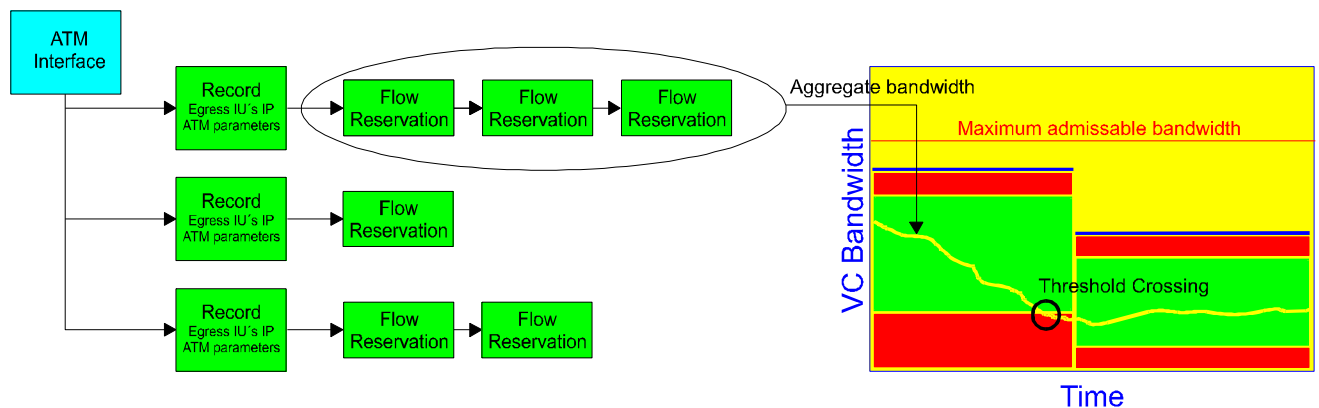 ATM
Interface
Record
Egress IU´s IP
ATM parameters
Flow
Reservation
Flow
Reservation
Flow
Reservation
Record
Egress IU´s IP
ATM parameters
Flow
Reservation
Record
Egress IU´s IP
ATM parameters
Flow
Reservation
Flow
Reservation
Aggregate bandwidth
Maximum admissable bandwidth
VC Bandwidth
Threshold Crossing
Time